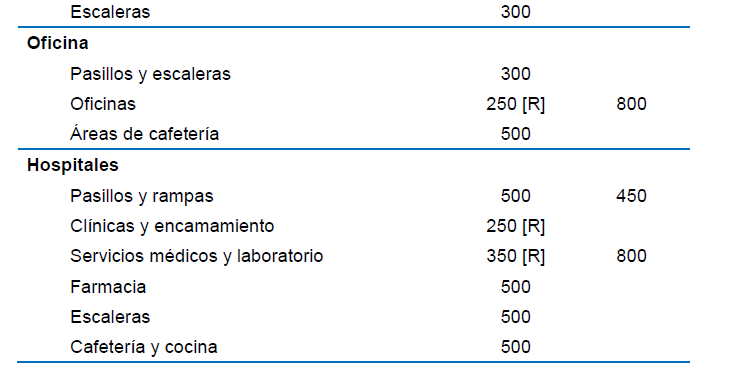 Escaleras 300
Oficina
Pasillos y escaleras 300
Oficinas 250 [R] 800
Áreas de cafetería 500
Hospitales
Pasillos y rampas 500 450
Clínicas y encamamiento 250 [R]
Servicios médicos y laboratorio 350 [R] 800
Farmacia 500
Escaleras 500
Cafetería y cocina 500